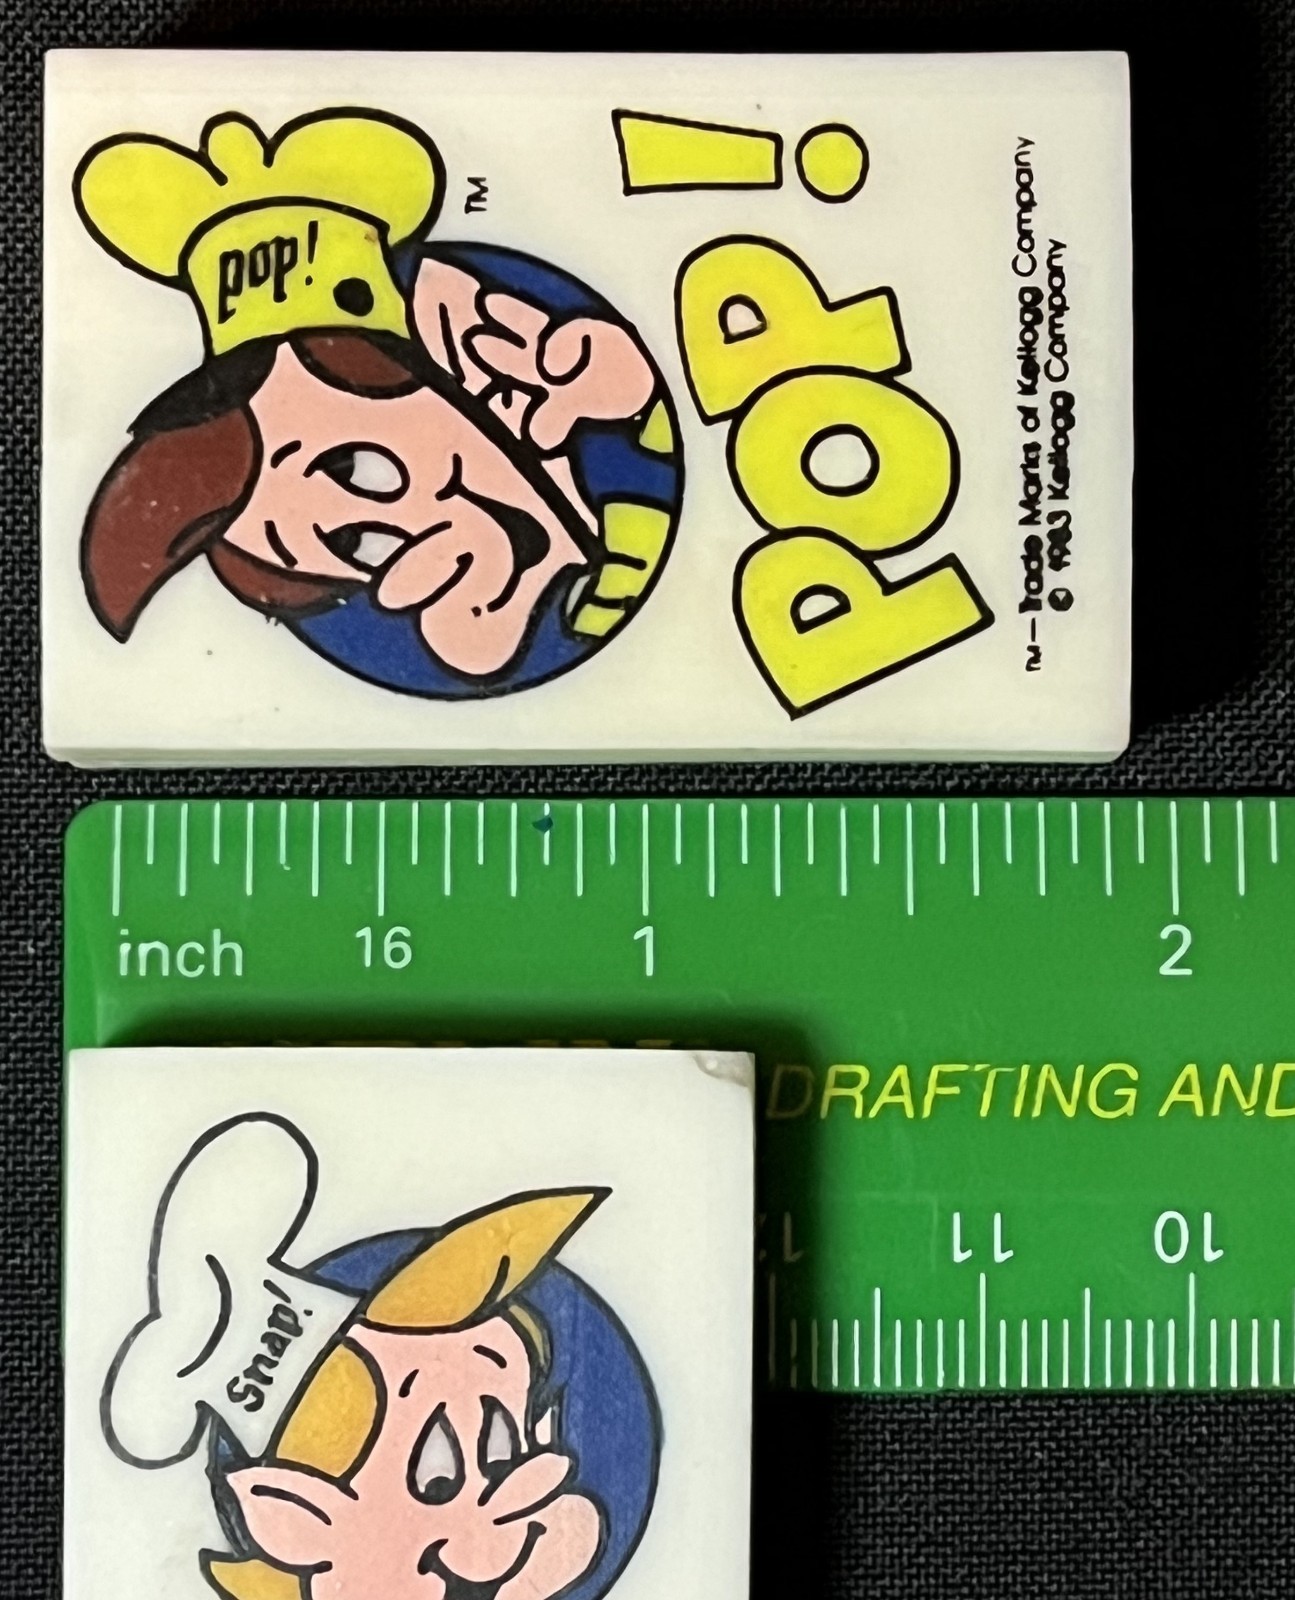 pop!
TM
POP!
TM—Trade Marks of Kellogg Company
© 1983 Kellogg Company
inch 16 1 2
DRAFTING AND
11 10
Snap!